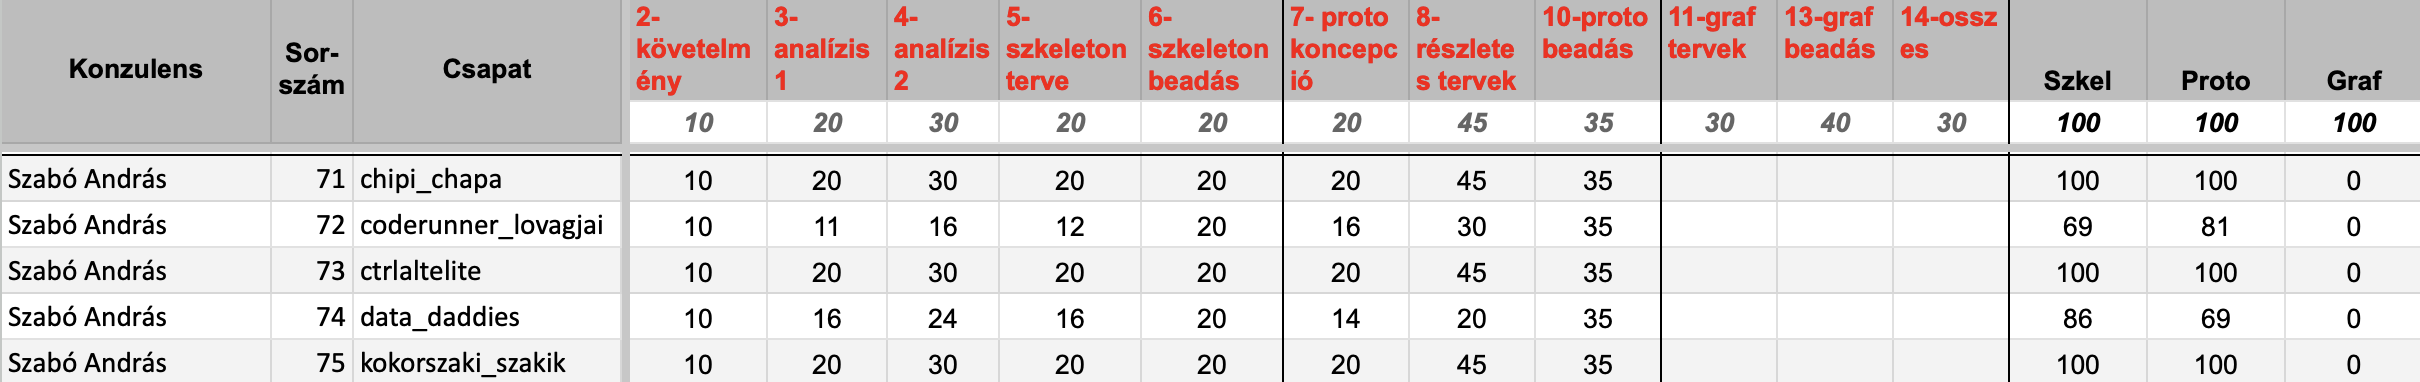 Konzulens Sor-szám Csapat 2-követelmény 3-analízis 1 4-analízis 2 5-szkeleton terve 6-szkeleton beadás 7- proto koncepció 8-részletes tervek 10-proto beadás 11-graf tervek 13-graf beadás 14-osszes Szkel Proto Graf
10 20 30 20 20 20 45 35 30 40 30 100 100 100
Szabó András 71 chipi_chapa 10 20 30 20 20 20 45 35 100 100 0
Szabó András 72 coderunner_lovagjai 10 11 16 12 20 16 30 35 69 81 0
Szabó András 73 ctrlaltelite 10 20 30 20 20 20 45 35 100 100 0
Szabó András 74 data_daddies 10 16 24 16 20 14 20 35 86 69 0
Szabó András 75 kokorszaki_szakik 10 20 30 20 20 20 45 35 100 100 0